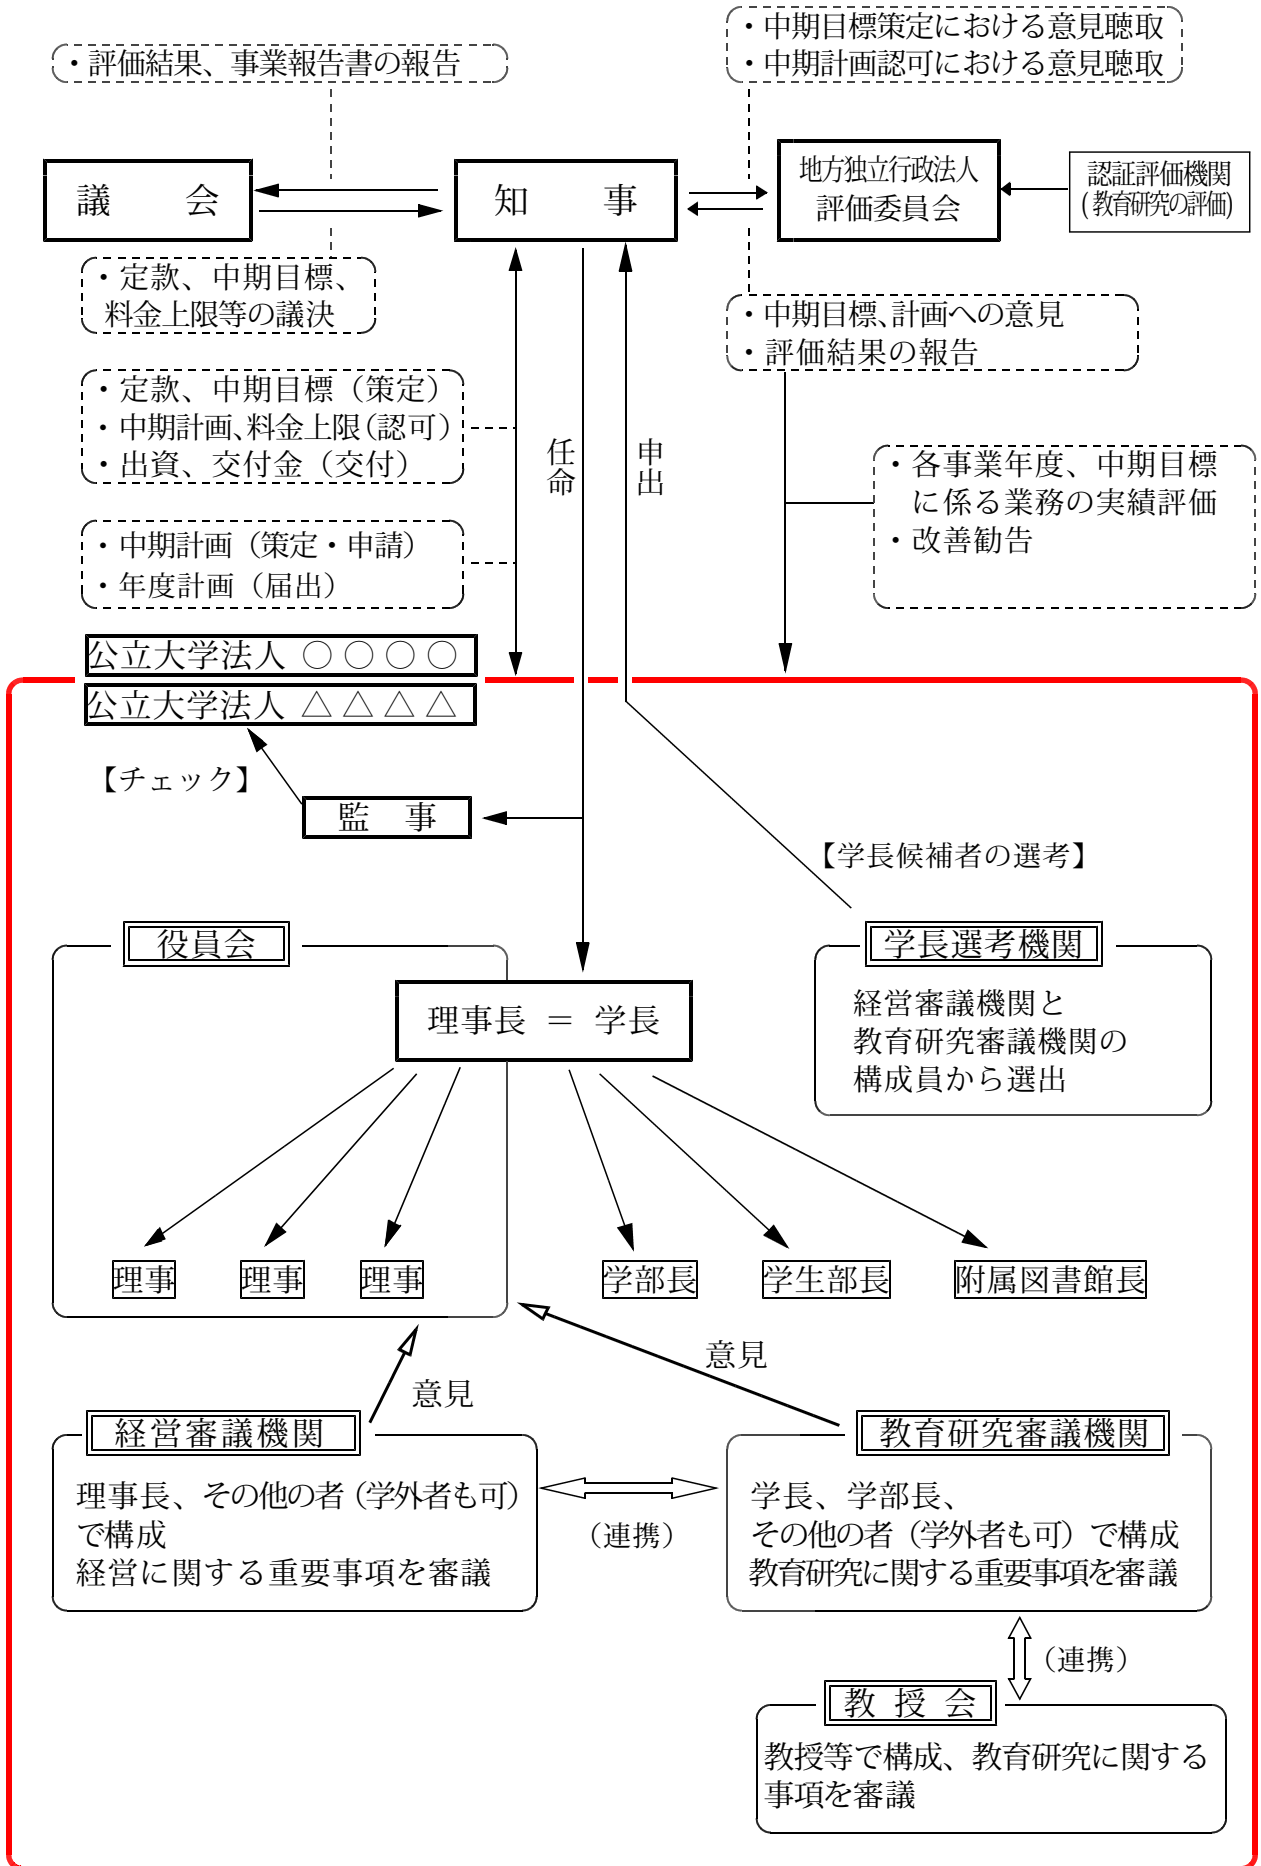 ・評価結果、事業報告書の報告
・中期目標策定における意見聴取
・中期計画認可における意見聴取
議　会
知　事
地方独立行政法人
評価委員会
認証評価機関
(教育研究の評価)
・定款、中期目標、
料金上限等の議決
・中期目標、計画への意見
・評価結果の報告
・定款、中期目標（策定）
・中期計画、料金上限（認可）
・出資、交付金（交付）
任命
申出
・各事業年度、中期目標
に係る業務の実績評価
・改善勧告
・中期計画（策定・申請）
・年度計画（届出）
公立大学法人 ○○○○
公立大学法人 △△△△
【チェック】
監　事
【学長候補者の選考】
役員会
理事長 ＝ 学長
学長選考機関
経営審議機関と
教育研究審議機関の
構成員から選出
理事
理事
理事
学部長
学生部長
附属図書館長
意見
意見
経営審議機関
理事長、その他の者（学外者も可）
で構成
経営に関する重要事項を審議
（連携）
教育研究審議機関
学長、学部長、
その他の者（学外者も可）で構成
教育研究に関する重要事項を審議
（連携）
教 授 会
教授等で構成、教育研究に関する
事項を審議